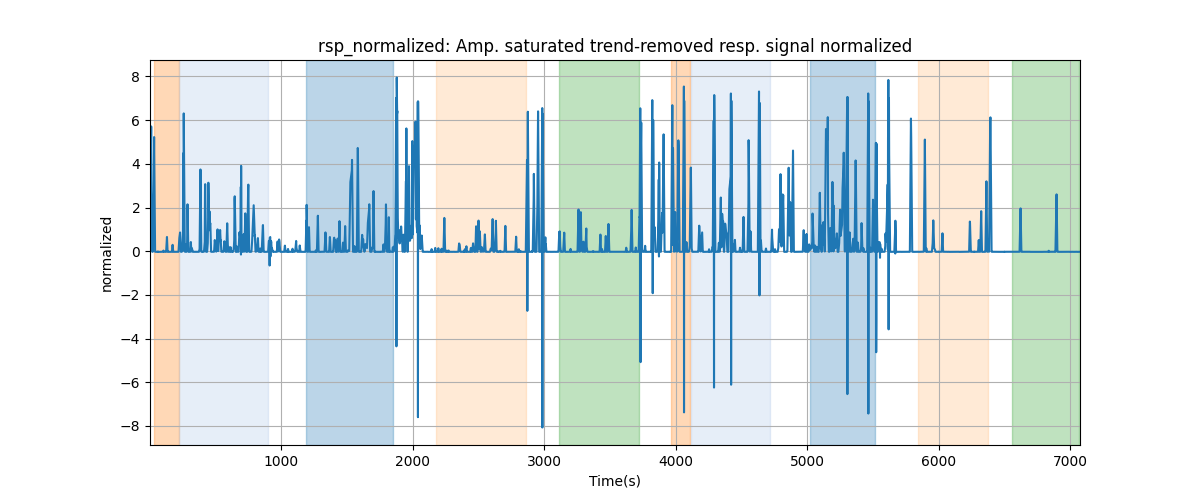 rsp_normalized: Amp. saturated trend-removed resp. signal normalized
8
6
4
2
0
−2
−4
−6
−8
normalized
1000 2000 3000 4000 5000 6000 7000
Time(s)